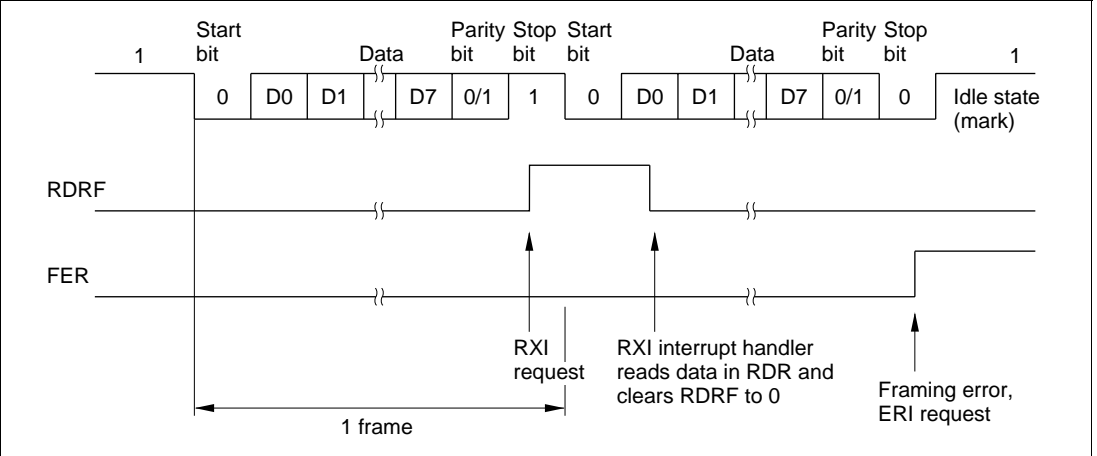 Start bit
Data
Parity bit
Stop bit
Start bit
Data
Parity bit
Stop bit
1
1
0
D0
D1
D7
0/1
1
0
D0
D1
D7
0/1
0
Idle state
(mark)
RDRF
FER
RXI
request
RXI interrupt handler
reads data in RDR and
clears RDRF to 0
Framing error,
ERI request
1 frame